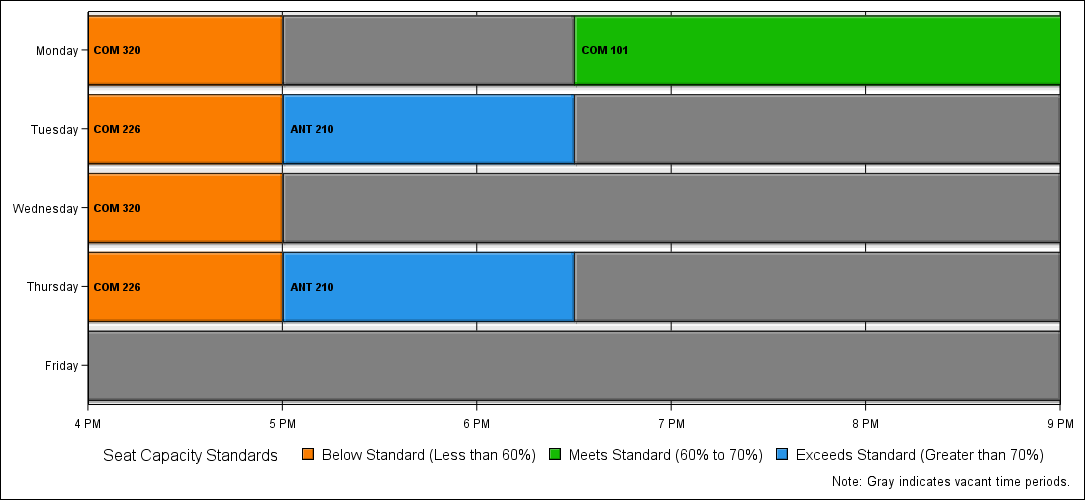 Monday COM 320 COM 101
Tuesday COM 226 ANT 210
Wednesday COM 320
Thursday COM 226 ANT 210
Friday
4 PM 5 PM 6 PM 7 PM 8 PM 9 PM
Seat Capacity Standards Below Standard (Less than 60%) Meets Standard (60% to 70%) Exceeds Standard (Greater than 70%)
Note: Gray indicates vacant time periods.